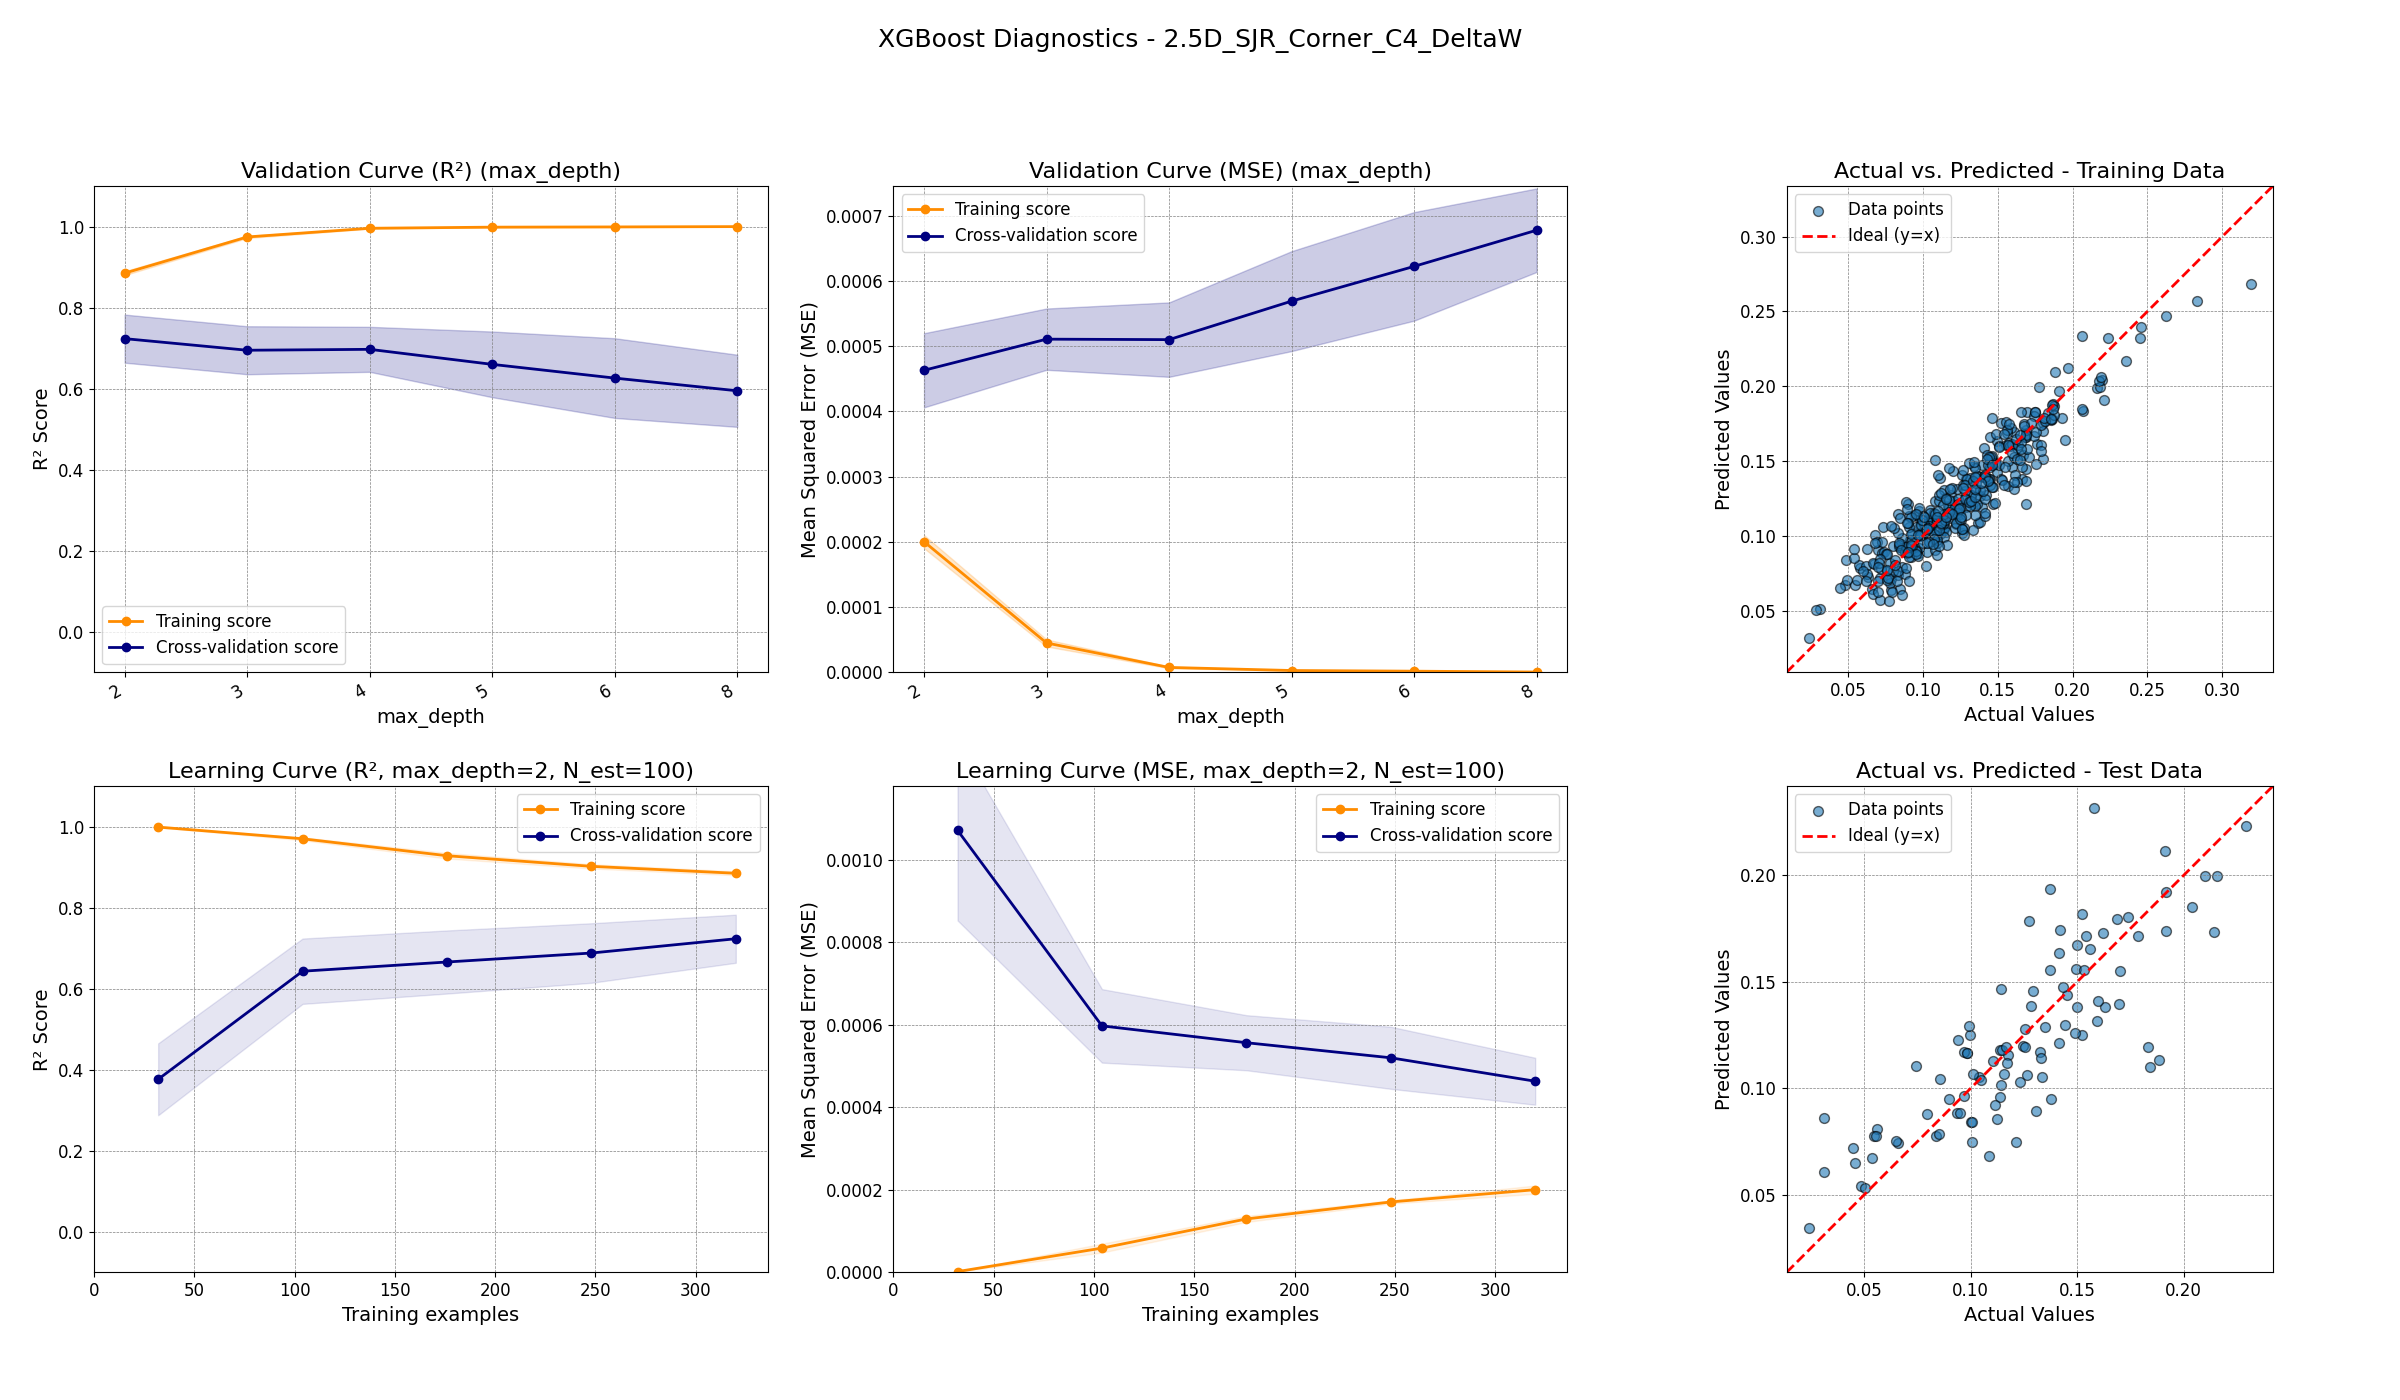 XGBoost Diagnostics - 2.5D_SJR_Corner_C4_DeltaW
Validation Curve (R²) (max_depth)
R² Score
1.0
0.8
0.6
0.4
0.2
0.0
Training score
Cross-validation score
2
3
4
5
6
8
max_depth
Validation Curve (MSE) (max_depth)
Mean Squared Error (MSE)
0.0007
0.0006
0.0005
0.0004
0.0003
0.0002
0.0001
0.0000
Training score
Cross-validation score
2
3
4
5
6
8
max_depth
Actual vs. Predicted - Training Data
Predicted Values
0.30
0.25
0.20
0.15
0.10
0.05
Data points
Ideal (y=x)
0.05
0.10
0.15
0.20
0.25
0.30
Actual Values
Learning Curve (R², max_depth=2, N_est=100)
R² Score
1.0
0.8
0.6
0.4
0.2
0.0
Training score
Cross-validation score
0
50
100
150
200
250
300
Training examples
Learning Curve (MSE, max_depth=2, N_est=100)
Mean Squared Error (MSE)
0.0010
0.0008
0.0006
0.0004
0.0002
0.0000
Training score
Cross-validation score
0
50
100
150
200
250
300
Training examples
Actual vs. Predicted - Test Data
Predicted Values
0.20
0.15
0.10
0.05
Data points
Ideal (y=x)
0.05
0.10
0.15
0.20
Actual Values